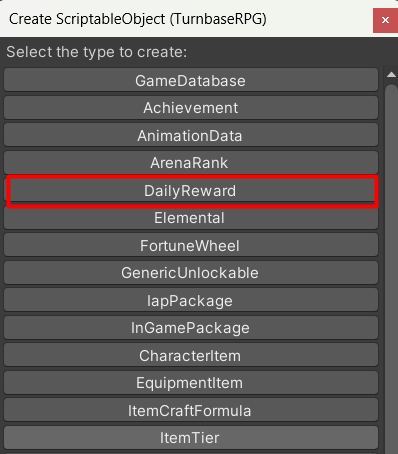 Create ScriptableObject (TurnbaseRPG)
Select the type to create:
GameDatabase
Achievement
AnimationData
ArenaRank
DailyReward
Elemental
FortuneWheel
GenericUnlockable
IapPackage
InGamePackage
CharacterItem
EquipmentItem
ItemCraftFormula
ItemTier